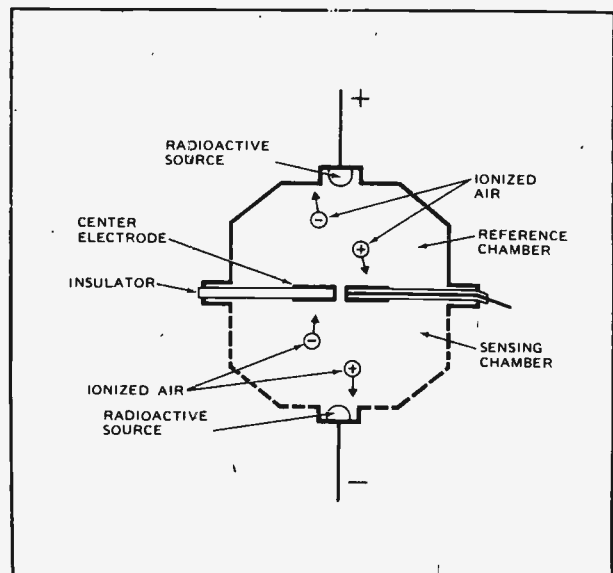 +
RADIOACTIVE
SOURCE
IONIZED
AIR
−
CENTER
ELECTRODE
+
REFERENCE
CHAMBER
INSULATOR
−
SENSING
CHAMBER
IONIZED AIR
+
RADIOACTIVE
SOURCE
−